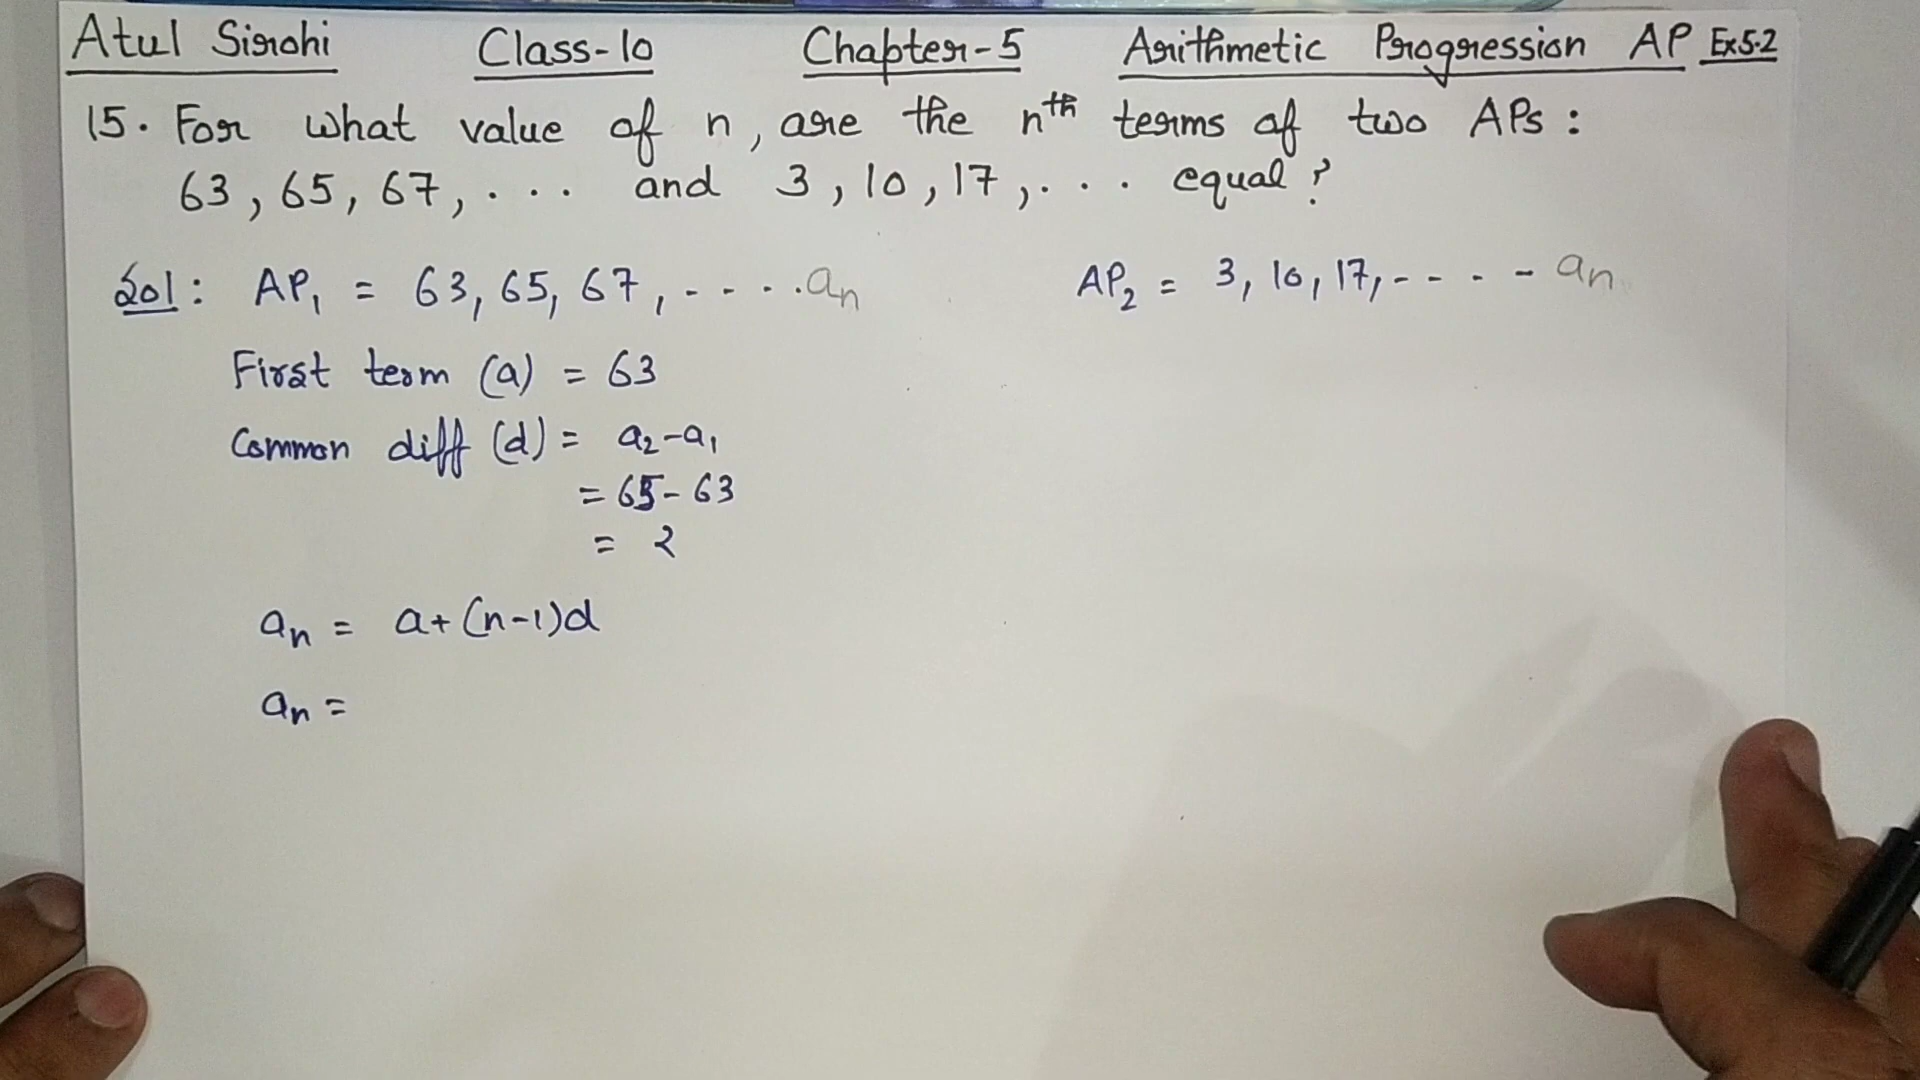 Atul Sirohi Class-10 Chapter-5 Arithmetic Progression AP Ex5.2
15. For what value of n, are the nth terms of two APs :
63, 65, 67, . . . and 3, 10, 17, . . . equal?
Sol: AP₁ = 63, 65, 67, - - - . . aₙ
AP₂ = 3, 10, 17, - - - - - aₙ
First term (a) = 63
Common diff (d) = a₂-a₁
= 65-63
= 2
aₙ = a+(n-1)d
aₙ =